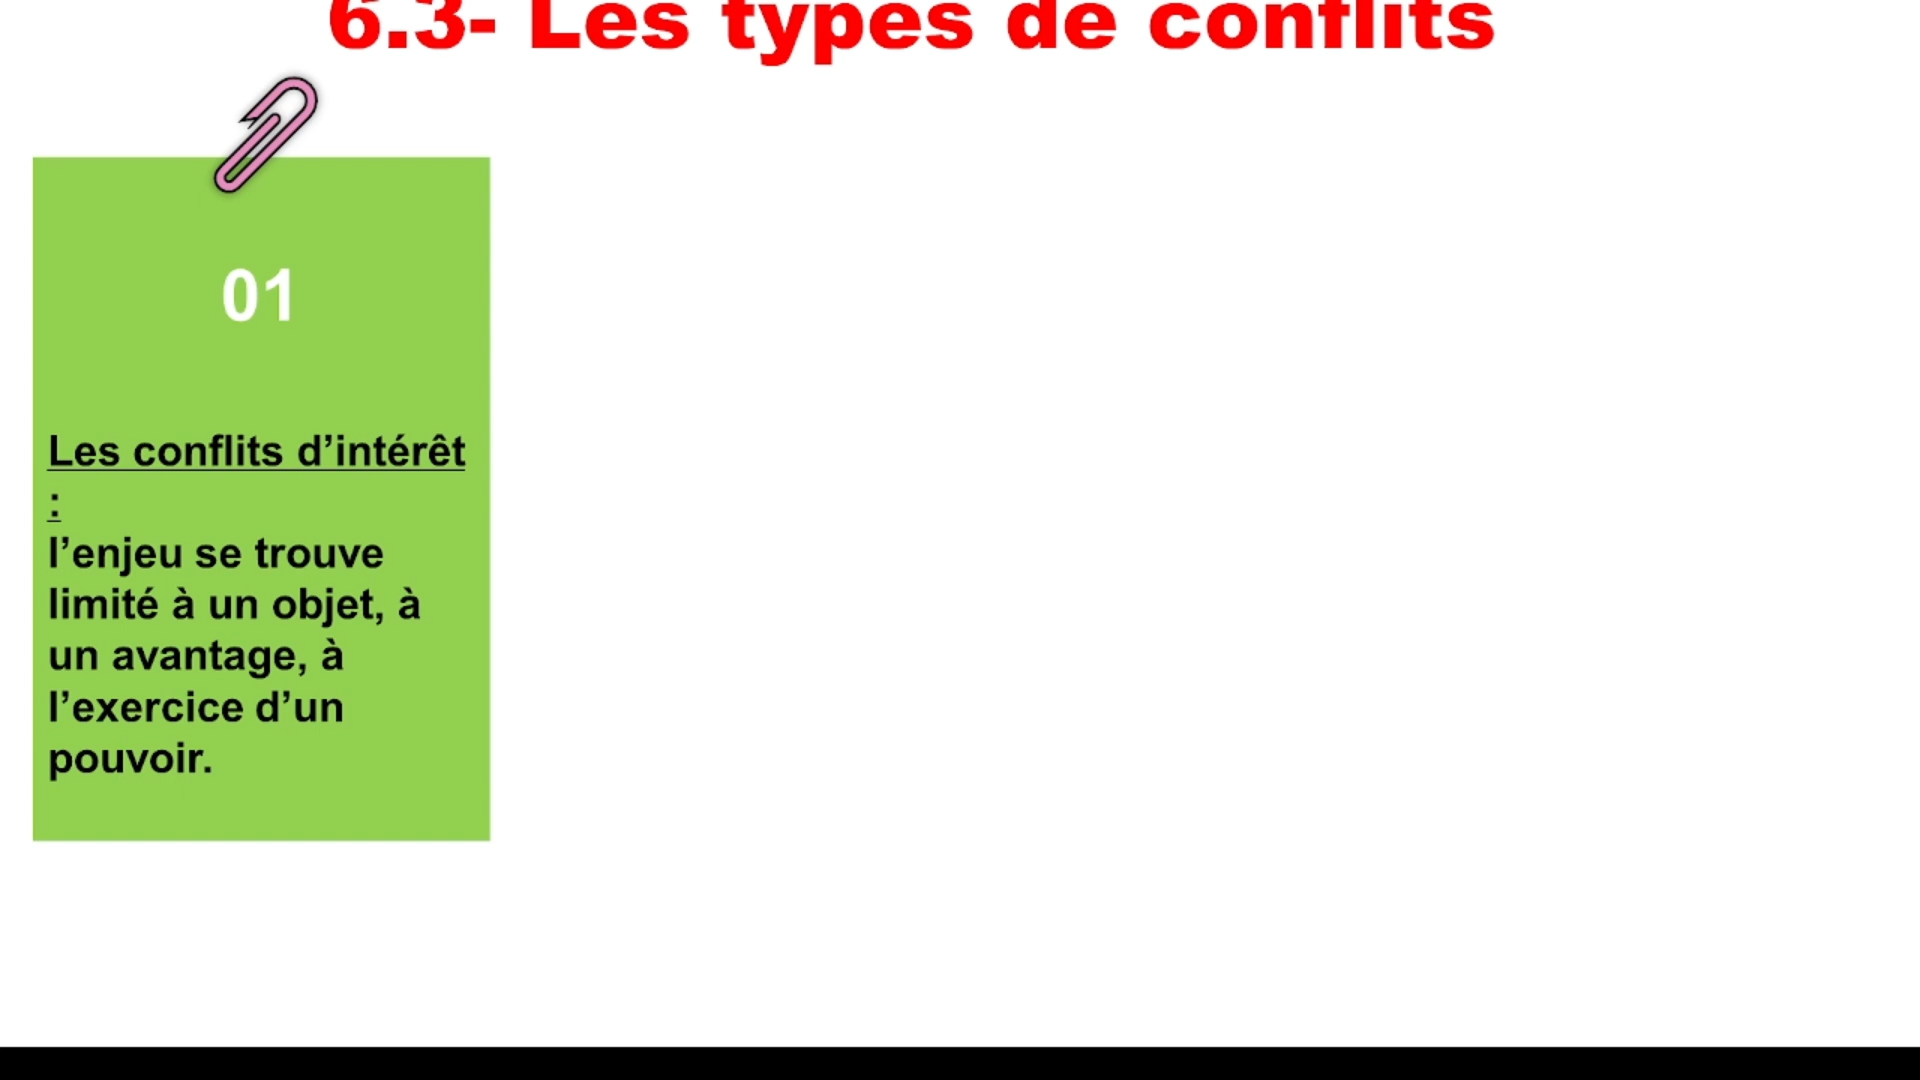 6.3- Les types de conflits
01
Les conflits d’intérêt
:
l’enjeu se trouve
limité à un objet, à
un avantage, à
l’exercice d’un
pouvoir.